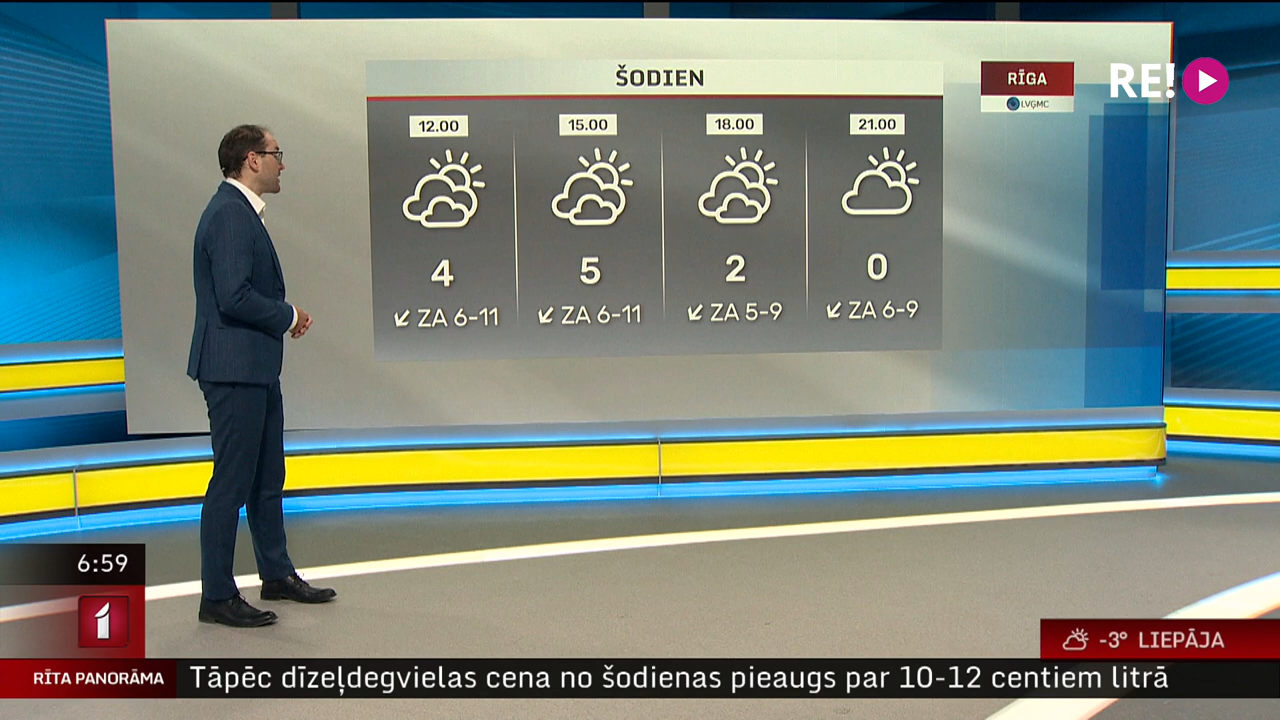 ŠODIEN
RĪGA
LVĢMC
RE!
12.00
15.00
18.00
21.00
4
5
2
0
ZA 6-11
ZA 6-11
ZA 5-9
ZA 6-9
6:59
1
-3° LIEPĀJA
RĪTA PANORĀMA
Tāpēc dīzeļdegvielas cena no šodienas pieaugs par 10-12 centiem litrā